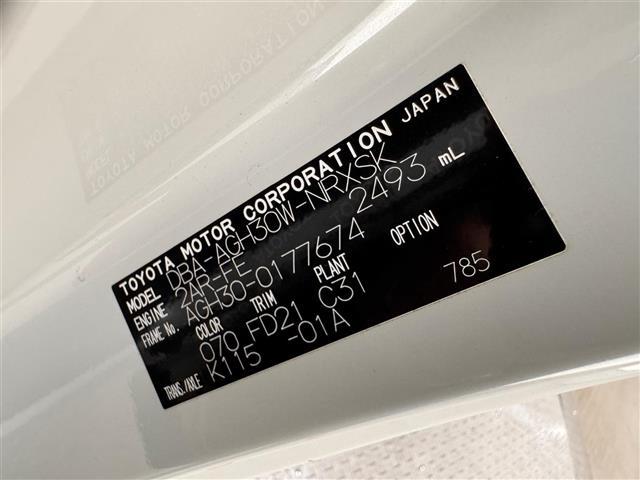 TOYOTA MOTOR CORPORATION JAPAN
MODEL DBA-AGH30W-NRXSK
ENGINE 2AR-FE 2493 mL
FRAME No. AGH30-0177674
COLOR TRIM PLANT OPTION
070 FD21 C31 785
TRANS./AXLE K115 -01A